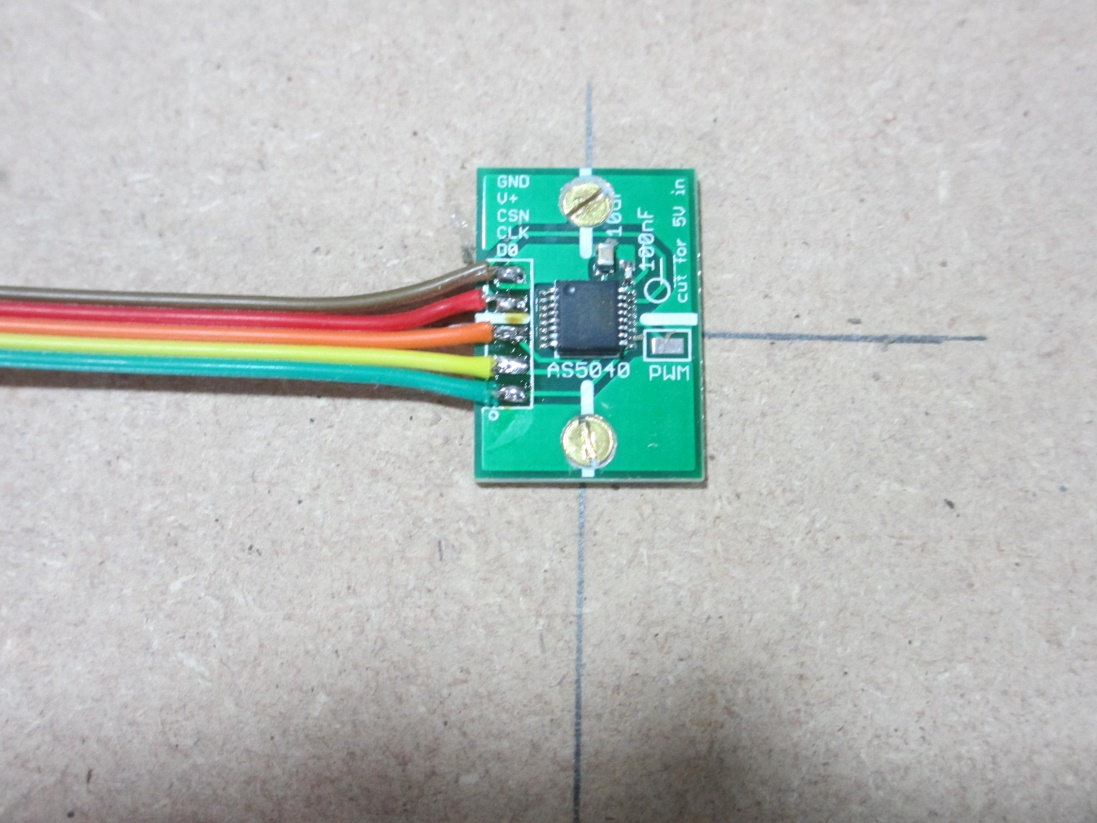 GND
V+
CSN
CLK
D0
10uF
100nF
cut for 5V in
AS5040
PWM